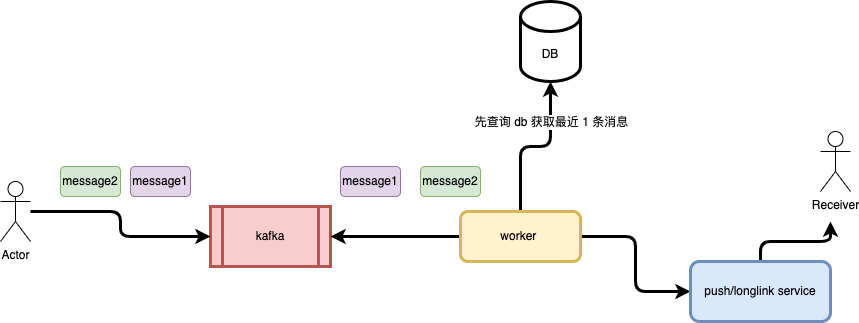 DB
先查询 db 获取最近 1 条消息
message2
message1
message1
message2
Actor
kafka
worker
Receiver
push/longlink service